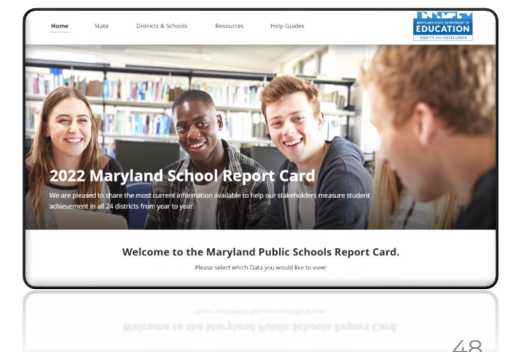 Home State Districts & Schools Resources Help Guides
MARYLAND STATE DEPARTMENT OF
EDUCATION
EQUITY AND EXCELLENCE
2022 Maryland School Report Card
We are pleased to share the most current information available to help our stakeholders measure student
achievement in all 24 districts from year to year.
Welcome to the Maryland Public Schools Report Card.
Please select which Data you would like to view:
48